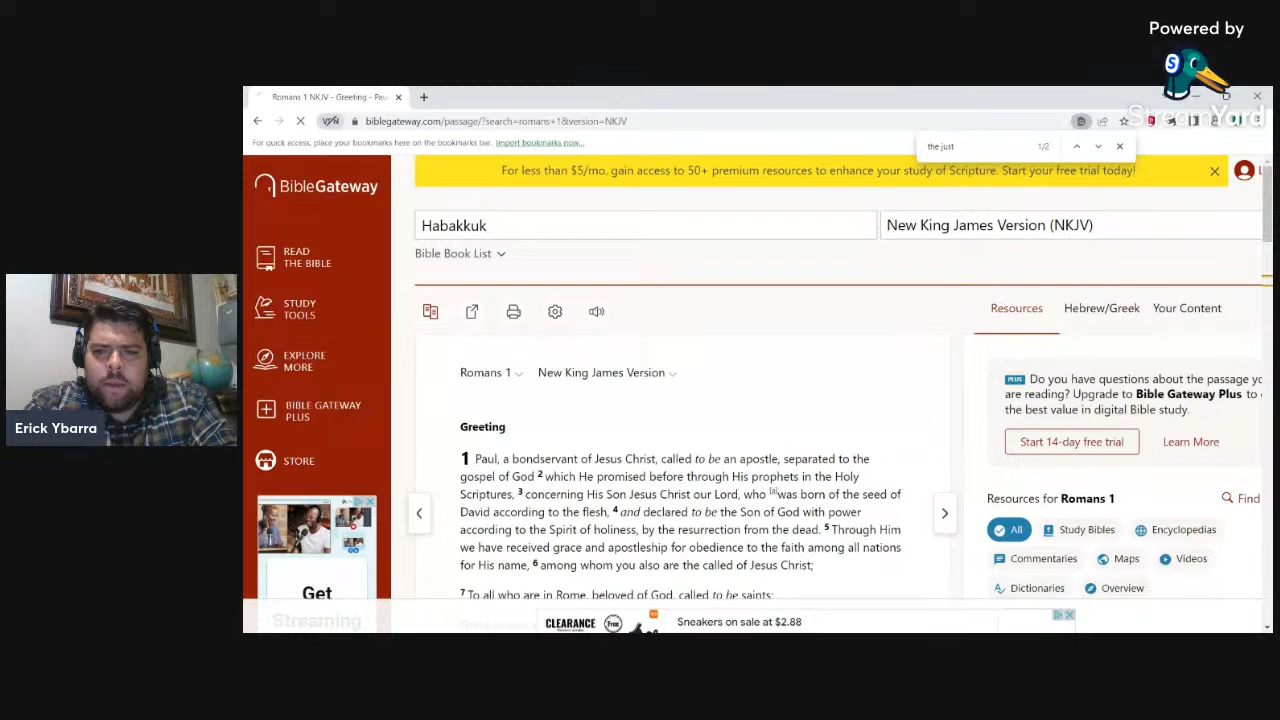 Powered by
StreamYard
Romans 1 NKJV - Greeting - Pau
biblegateway.com/passage/?search=romans+1&version=NKJV
VPN
For quick access, place your bookmarks here on the bookmarks bar. Import bookmarks now...
the just 1/2
For less than $5/mo. gain access to 50+ premium resources to enhance your study of Scripture. Start your free trial today!
BibleGateway
READ
THE BIBLE
STUDY
TOOLS
EXPLORE
MORE
BIBLE GATEWAY
PLUS
STORE
Get
Streaming
Habakkuk
New King James Version (NKJV)
Bible Book List
Romans 1 New King James Version
Greeting
1 Paul, a bondservant of Jesus Christ, called to be an apostle, separated to the
gospel of God 2 which He promised before through His prophets in the Holy
Scriptures, 3 concerning His Son Jesus Christ our Lord, who [a]was born of the seed of
David according to the flesh, 4 and declared to be the Son of God with power
according to the Spirit of holiness, by the resurrection from the dead. 5 Through Him
we have received grace and apostleship for obedience to the faith among all nations
for His name, 6 among whom you also are the called of Jesus Christ;
7 To all who are in Rome, beloved of God, called to be saints:
Resources Hebrew/Greek Your Content
PLUS Do you have questions about the passage yo
are reading? Upgrade to Bible Gateway Plus to
the best value in digital Bible study.
Start 14-day free trial Learn More
Resources for Romans 1 Find
All Study Bibles Encyclopedias
Commentaries Maps Videos
Dictionaries Overview
CLEARANCE Free Sneakers on sale at $2.88
Erick Ybarra